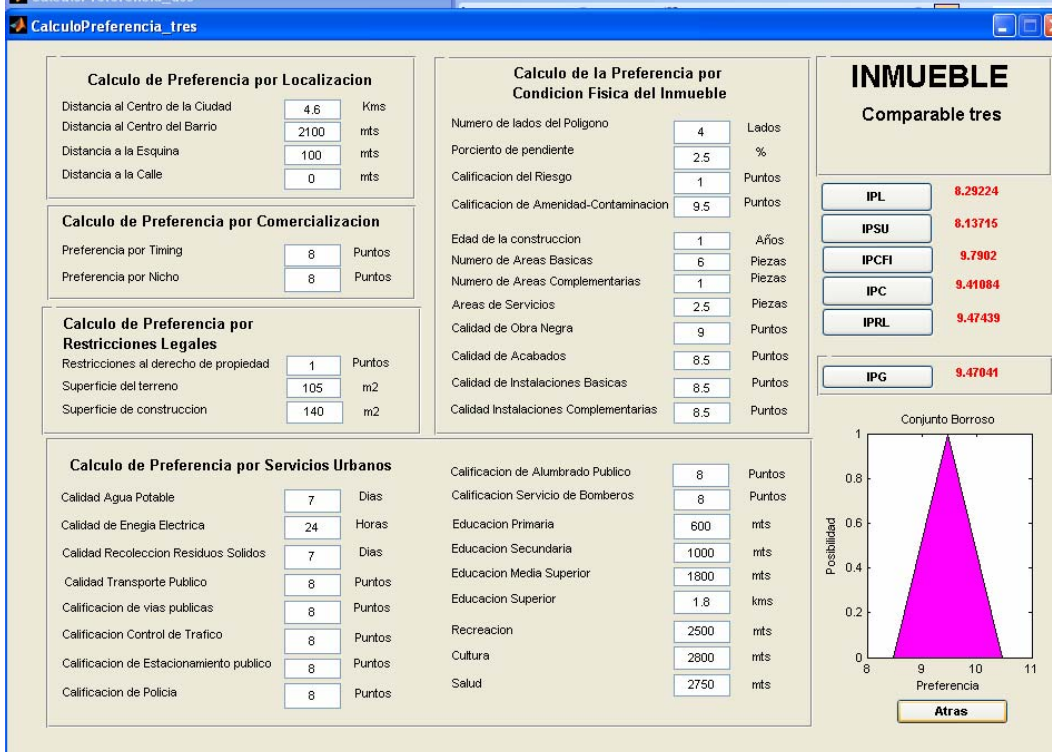 CalculoPreferencia_tres
Calculo de Preferencia por Localizacion
Distancia al Centro de la Ciudad 4.6 Kms
Distancia al Centro del Barrio 2100 mts
Distancia a la Esquina 100 mts
Distancia a la Calle 0 mts
Calculo de Preferencia por Comercializacion
Preferencia por Timing 8 Puntos
Preferencia por Nicho 8 Puntos
Calculo de Preferencia por
Restricciones Legales
Restricciones al derecho de propiedad 1 Puntos
Superficie del terreno 105 m2
Superficie de construccion 140 m2
Calculo de la Preferencia por
Condicion Fisica del Inmueble
Numero de lados del Poligono 4 Lados
Porciento de pendiente 2.5 %
Calificacion del Riesgo 1 Puntos
Calificacion de Amenidad-Contaminacion 9.5 Puntos
Edad de la construccion 1 Años
Numero de Areas Basicas 6 Piezas
Numero de Areas Complementarias 1 Piezas
Areas de Servicios 2.5 Piezas
Calidad de Obra Negra 9 Puntos
Calidad de Acabados 8.5 Puntos
Calidad de Instalaciones Basicas 8.5 Puntos
Calidad Instalaciones Complementarias 8.5 Puntos
INMUEBLE
Comparable tres
IPL 8.29224
IPSU 8.13715
IPCFI 9.7902
IPC 9.41084
IPRL 9.47439
IPG 9.47041
Calculo de Preferencia por Servicios Urbanos
Calidad Agua Potable 7 Dias
Calidad de Enegia Electrica 24 Horas
Calidad Recoleccion Residuos Solidos 7 Dias
Calidad Transporte Publico 8 Puntos
Calificacion de vias publicas 8 Puntos
Calificacion Control de Trafico 8 Puntos
Calificacion de Estacionamiento publico 8 Puntos
Calificacion de Policia 8 Puntos
Calificacion de Alumbrado Publico 8 Puntos
Calificacion Servicio de Bomberos 8 Puntos
Educacion Primaria 600 mts
Educacion Secundaria 1000 mts
Educacion Media Superior 1800 mts
Educacion Superior 1.8 kms
Recreacion 2500 mts
Cultura 2800 mts
Salud 2750 mts
Conjunto Borroso
1
0.8
0.6
0.4
0.2
0
Posibilidad
8 9 10 11
Preferencia
Atras